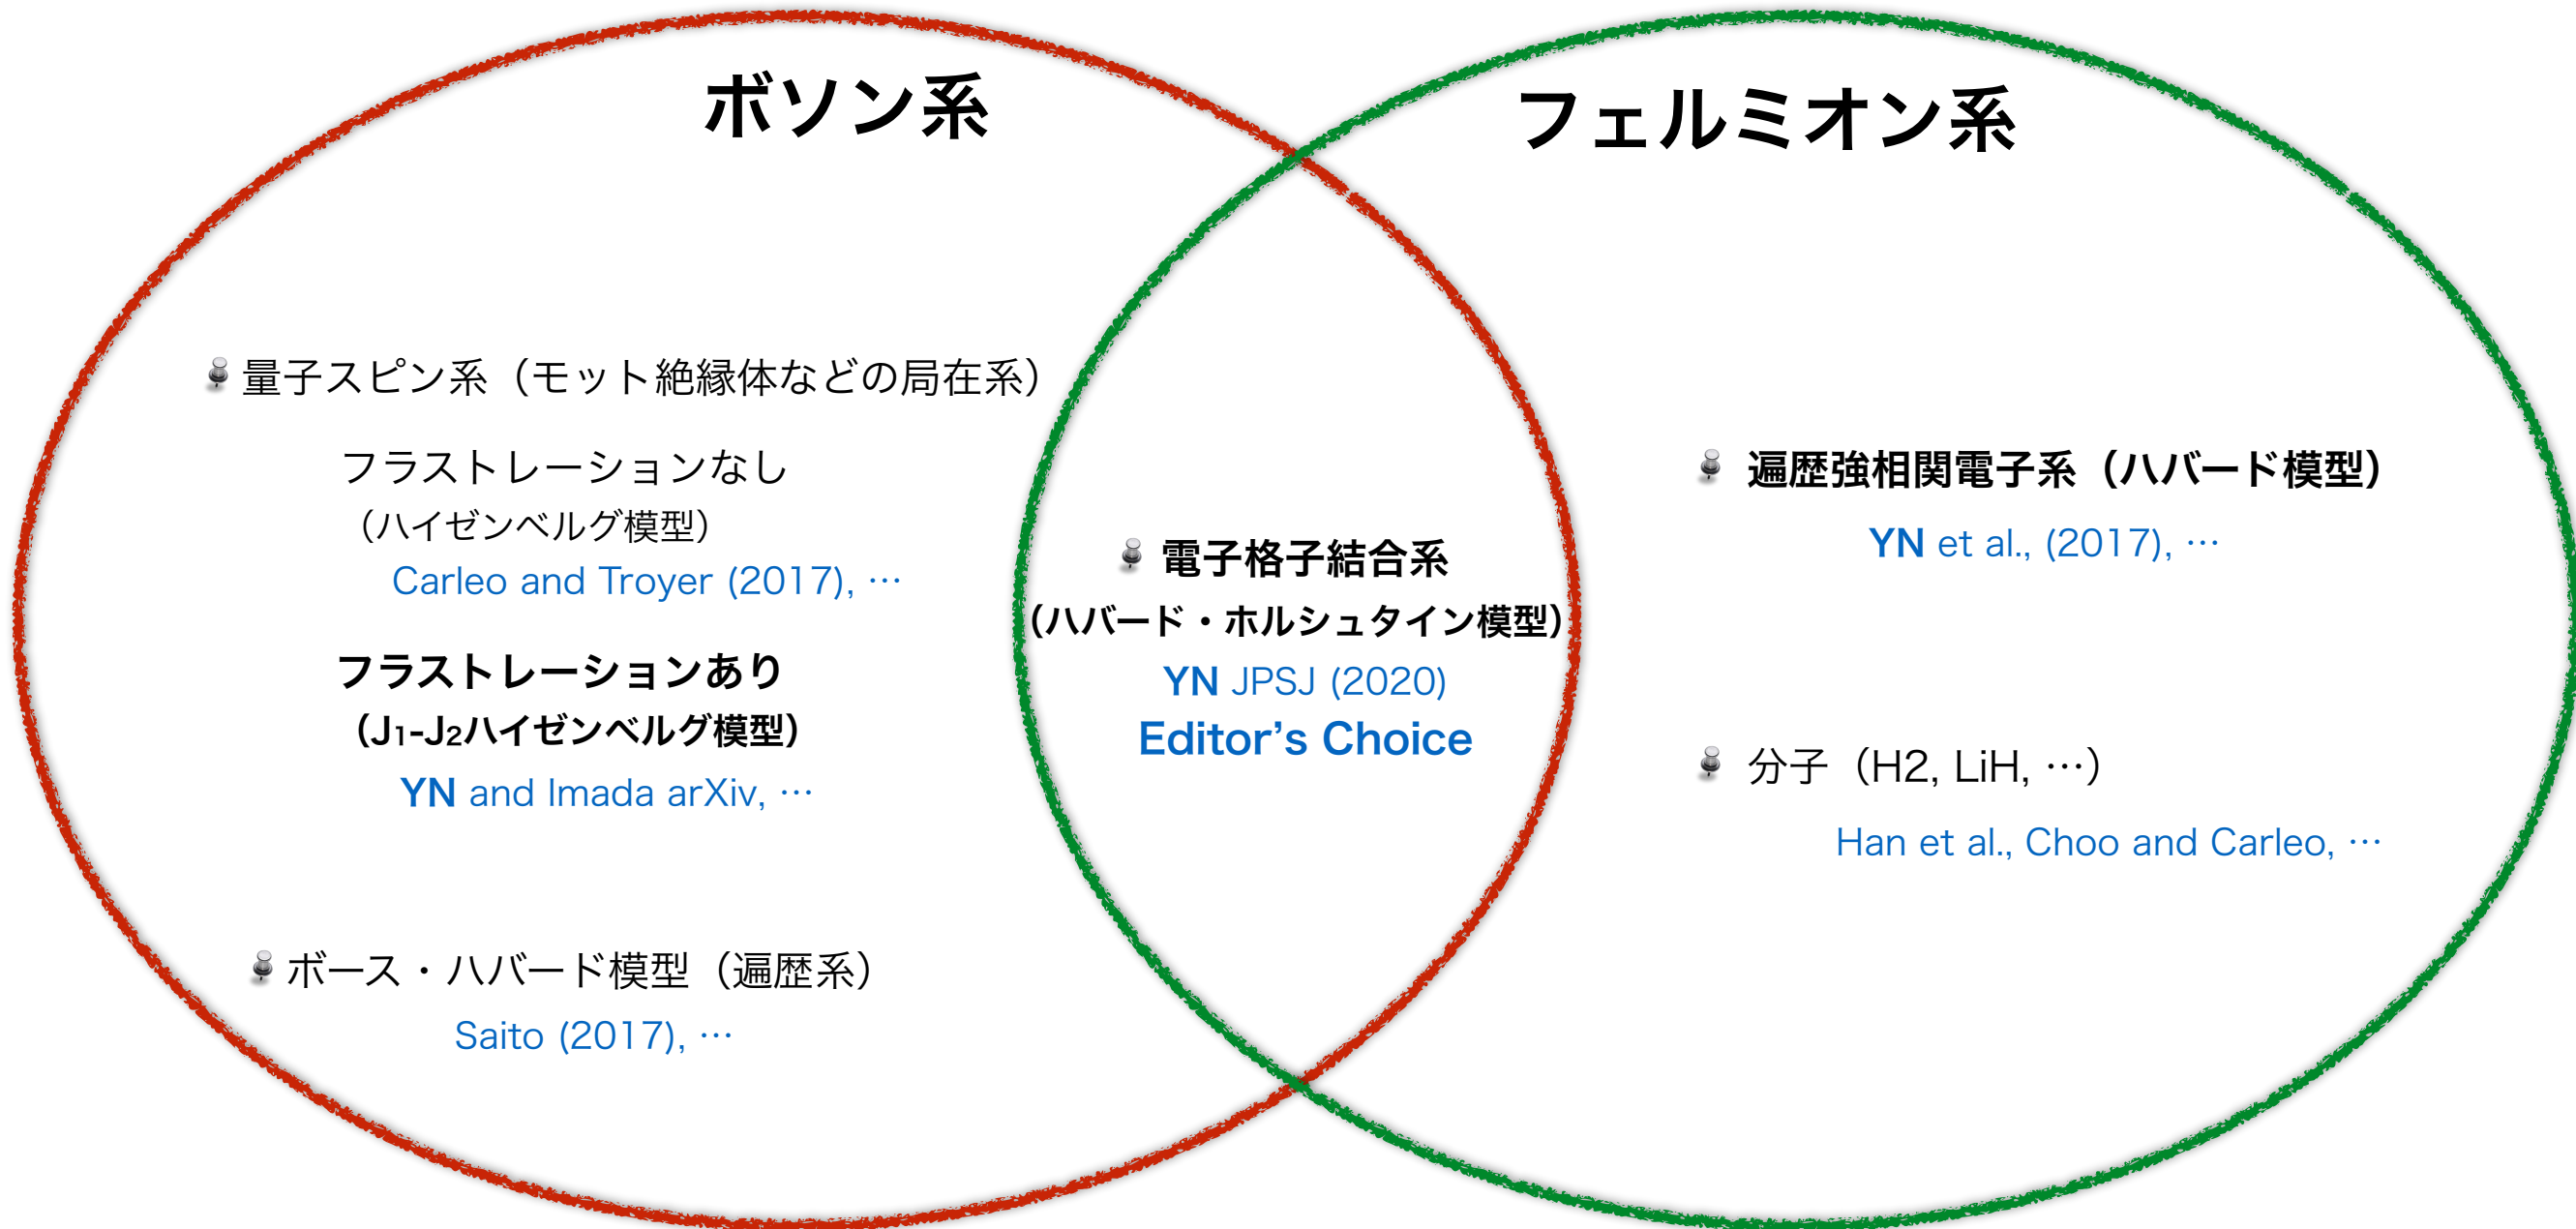 ボソン系
量子スピン系（モット絶縁体などの局在系）
フラストレーションなし
（ハイゼンベルグ模型）
Carleo and Troyer (2017), …
フラストレーションあり
（J₁-J₂ハイゼンベルグ模型）
YN and Imada arXiv, …
ボース・ハバード模型（遍歴系）
Saito (2017), …
電子格子結合系
（ハバード・ホルシュタイン模型）
YN JPSJ (2020)
Editor’s Choice
フェルミオン系
遍歴強相関電子系（ハバード模型）
YN et al., (2017), …
分子（H2, LiH, …）
Han et al., Choo and Carleo, …